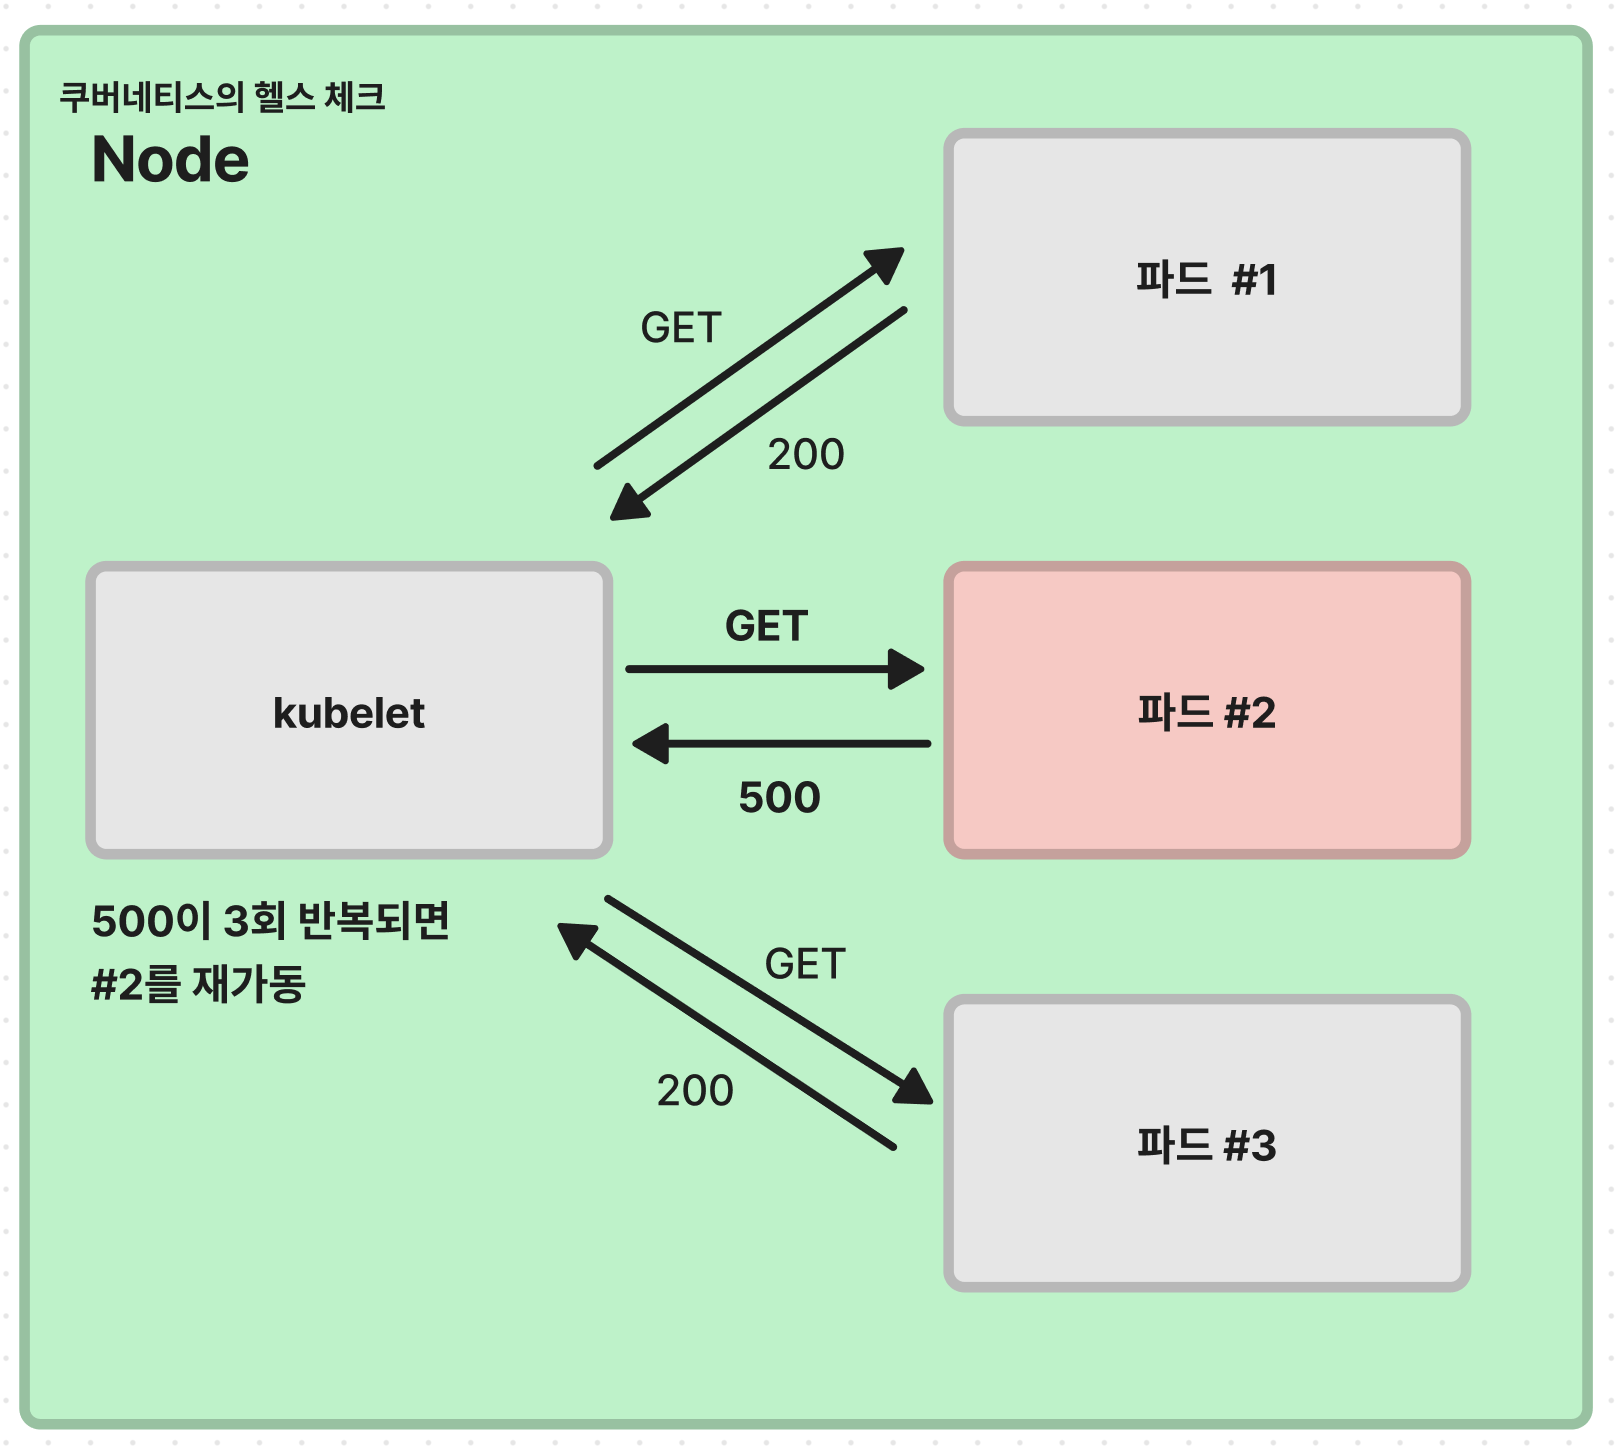 쿠버네티스의 헬스 체크
Node
파드 #1
GET
200
kubelet
GET
500
파드 #2
500이 3회 반복되면
#2를 재가동
GET
200
파드 #3